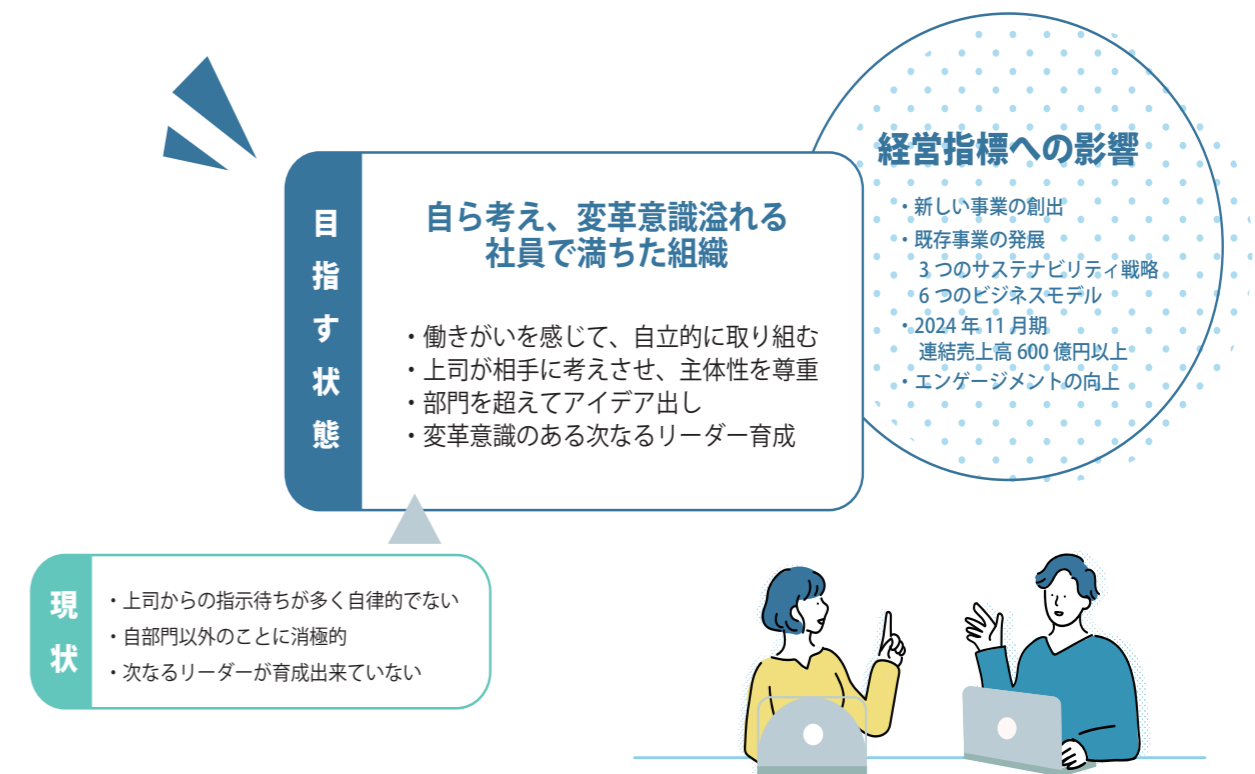 経営指標への影響
・新しい事業の創出
・既存事業の発展
3つのサステナビリティ戦略
6つのビジネスモデル
・2024年11月期
連結売上高600億円以上
・エンゲージメントの向上
目指す状態
自ら考え、変革意識溢れる
社員で満ちた組織
・働きがいを感じて、自立的に取り組む
・上司が相手に考えさせ、主体性を尊重
・部門を超えてアイデア出し
・変革意識のある次なるリーダー育成
現状
・上司からの指示待ちが多く自律的でない
・自部門以外のことに消極的
・次なるリーダーが育成出来ていない